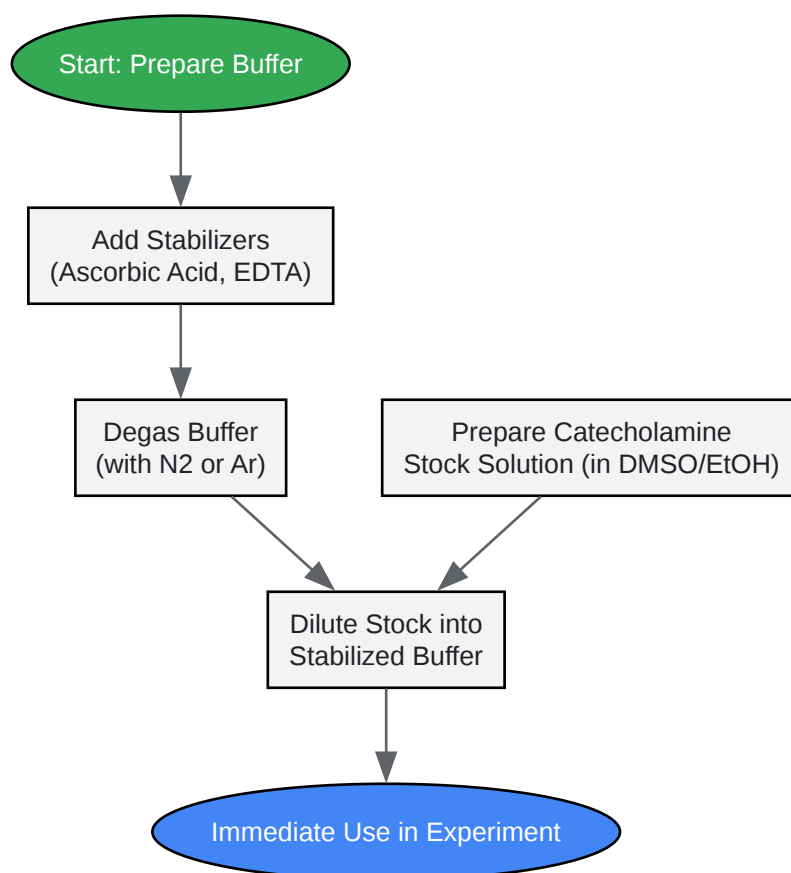 Start: Prepare Buffer
Add Stabilizers
(Ascorbic Acid, EDTA)
Degas Buffer
(with N2 or Ar)
Prepare Catecholamine
Stock Solution (in DMSO/EtOH)
Dilute Stock into
Stabilized Buffer
Immediate Use in Experiment